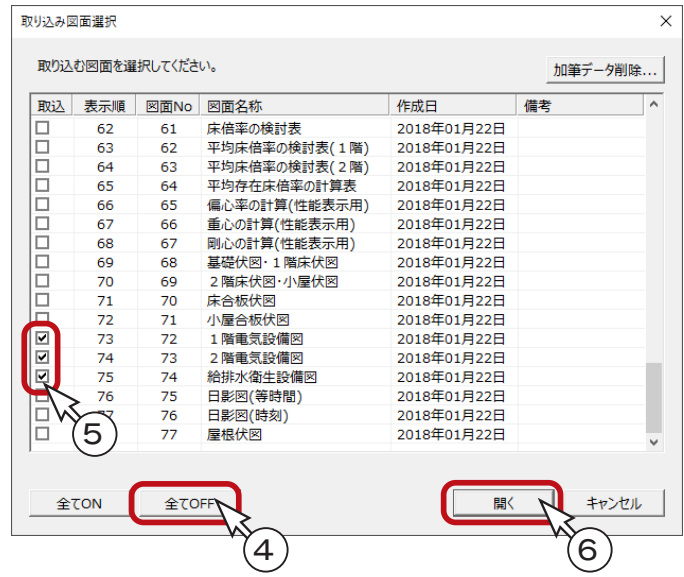 取り込み図面選択
取り込む図面を選択してください。
加筆データ削除...
取込 表示順 図面No 図面名称 作成日 備考
62 61 床倍率の検討表 2018年01月22日
63 62 平均床倍率の検討表(1階) 2018年01月22日
64 63 平均床倍率の検討表(2階) 2018年01月22日
65 64 平均存在床倍率の計算表 2018年01月22日
66 65 偏心率の計算(性能表示用) 2018年01月22日
67 66 重心の計算(性能表示用) 2018年01月22日
68 67 剛心の計算(性能表示用) 2018年01月22日
69 68 基礎伏図・1階床伏図 2018年01月22日
70 69 2階床伏図・小屋伏図 2018年01月22日
71 70 床合板伏図 2018年01月22日
72 71 小屋合板伏図 2018年01月22日
73 72 1階電気設備図 2018年01月22日
74 73 2階電気設備図 2018年01月22日
75 74 給排水衛生設備図 2018年01月22日
76 75 日影図(等時間) 2018年01月22日
77 76 日影図(時刻) 2018年01月22日
77 屋根伏図 2018年01月22日
⑤
全てON 全てOFF 開く キャンセル
④ ⑥